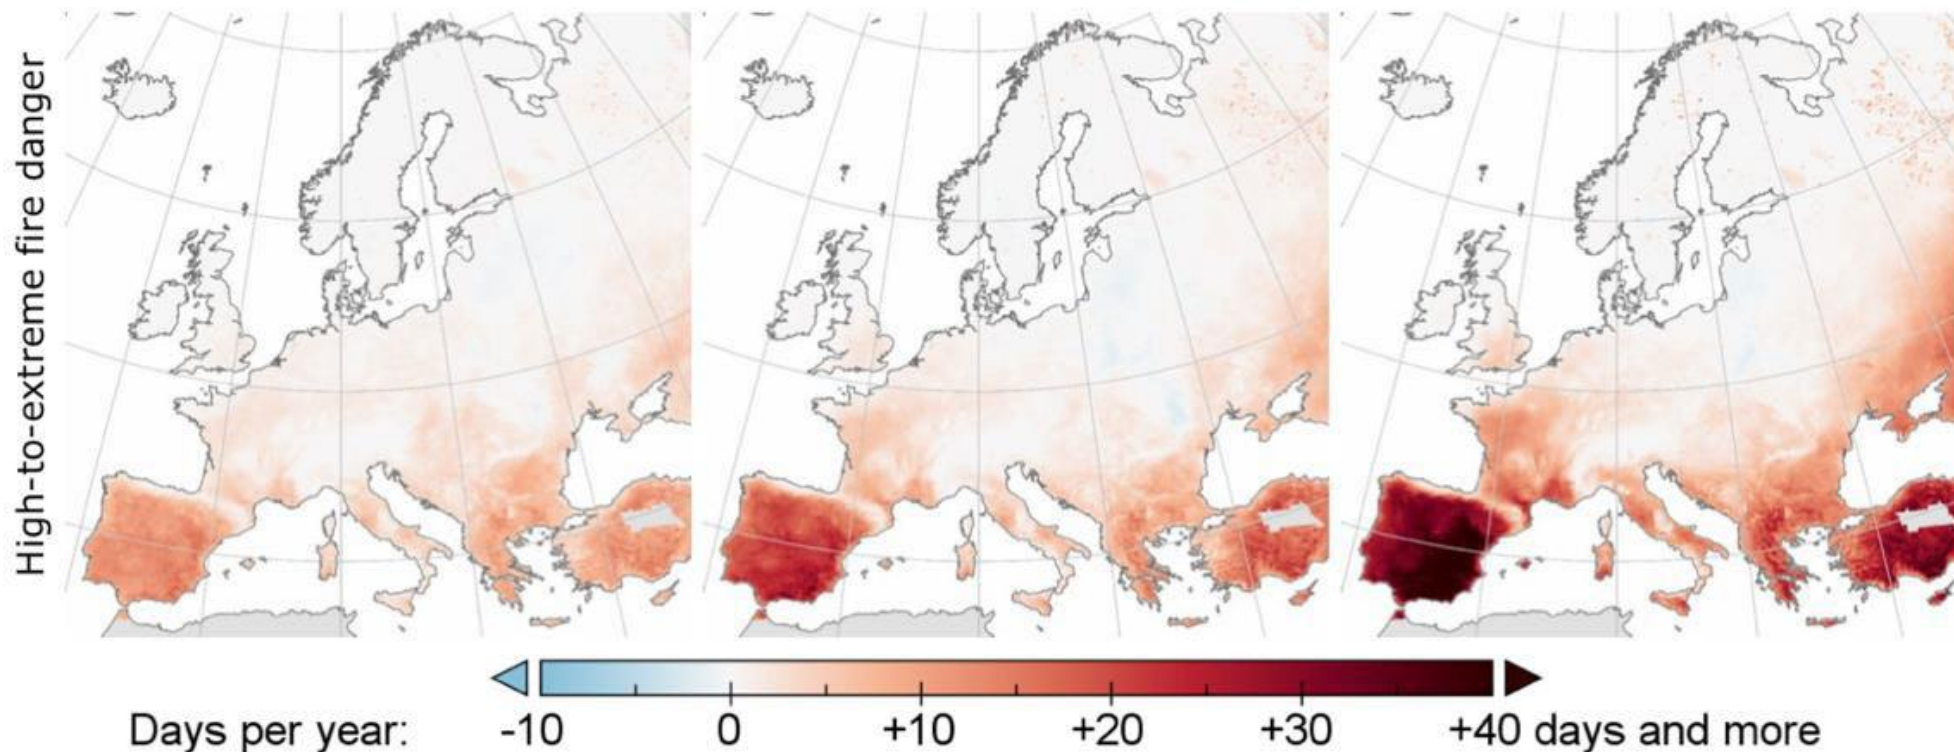 High-to-extreme fire danger
Days per year:
-10
0
+10
+20
+30
+40 days and more